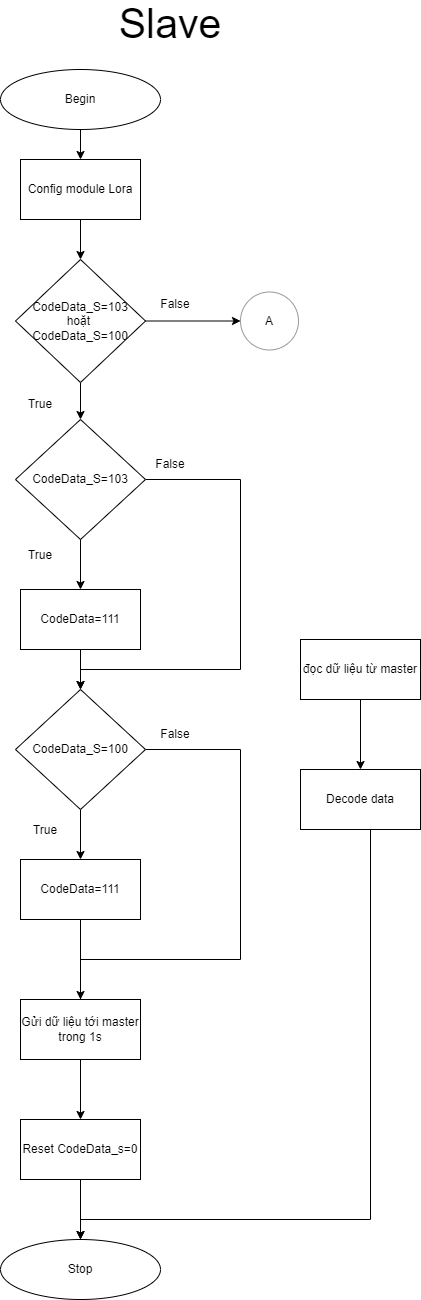 Slave
Begin
Config module Lora
CodeData_S=103
hoặt
CodeData_S=100
False
A
True
CodeData_S=103
False
True
CodeData=111
đọc dữ liệu từ master
CodeData_S=100
False
Decode data
True
CodeData=111
Gửi dữ liệu tới master
trong 1s
Reset CodeData_s=0
Stop